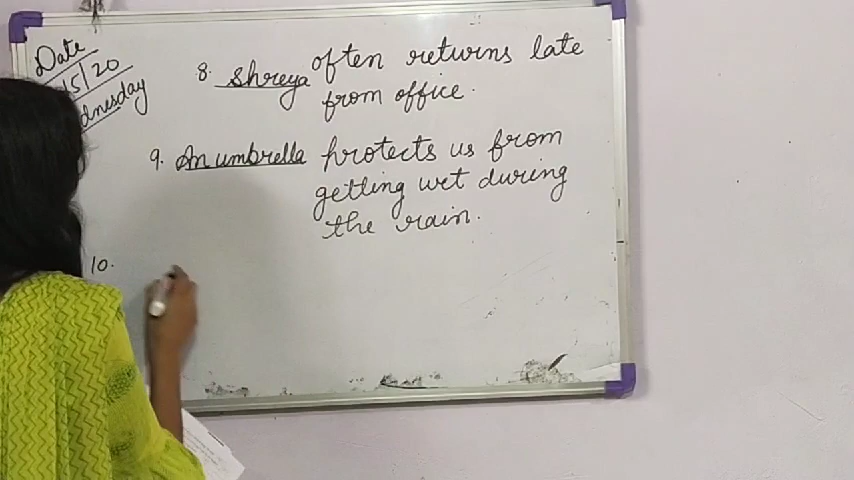 Date
15/20
dnesday
8. Shreya often returns late
from office.
9. An umbrella protects us from
getting wet during
the rain.
10.